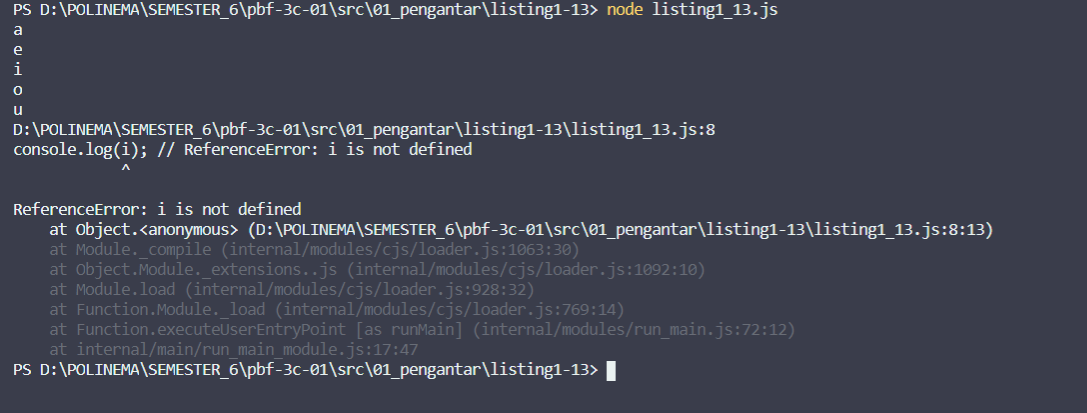 PS D:\POLINEMA\SEMESTER_6\pbf-3c-01\src\01_pengantar\listing1-13> node listing1_13.js
a
e
i
o
u
D:\POLINEMA\SEMESTER_6\pbf-3c-01\src\01_pengantar\listing1-13\listing1_13.js:8
console.log(i); // ReferenceError: i is not defined
            ^
ReferenceError: i is not defined
    at Object.<anonymous> (D:\POLINEMA\SEMESTER_6\pbf-3c-01\src\01_pengantar\listing1-13\listing1_13.js:8:13)
    at Module._compile (internal/modules/cjs/loader.js:1063:30)
    at Object.Module._extensions..js (internal/modules/cjs/loader.js:1092:10)
    at Module.load (internal/modules/cjs/loader.js:928:32)
    at Function.Module._load (internal/modules/cjs/loader.js:769:14)
    at Function.executeUserEntryPoint [as runMain] (internal/modules/run_main.js:72:12)
    at internal/main/run_main_module.js:17:47
PS D:\POLINEMA\SEMESTER_6\pbf-3c-01\src\01_pengantar\listing1-13>